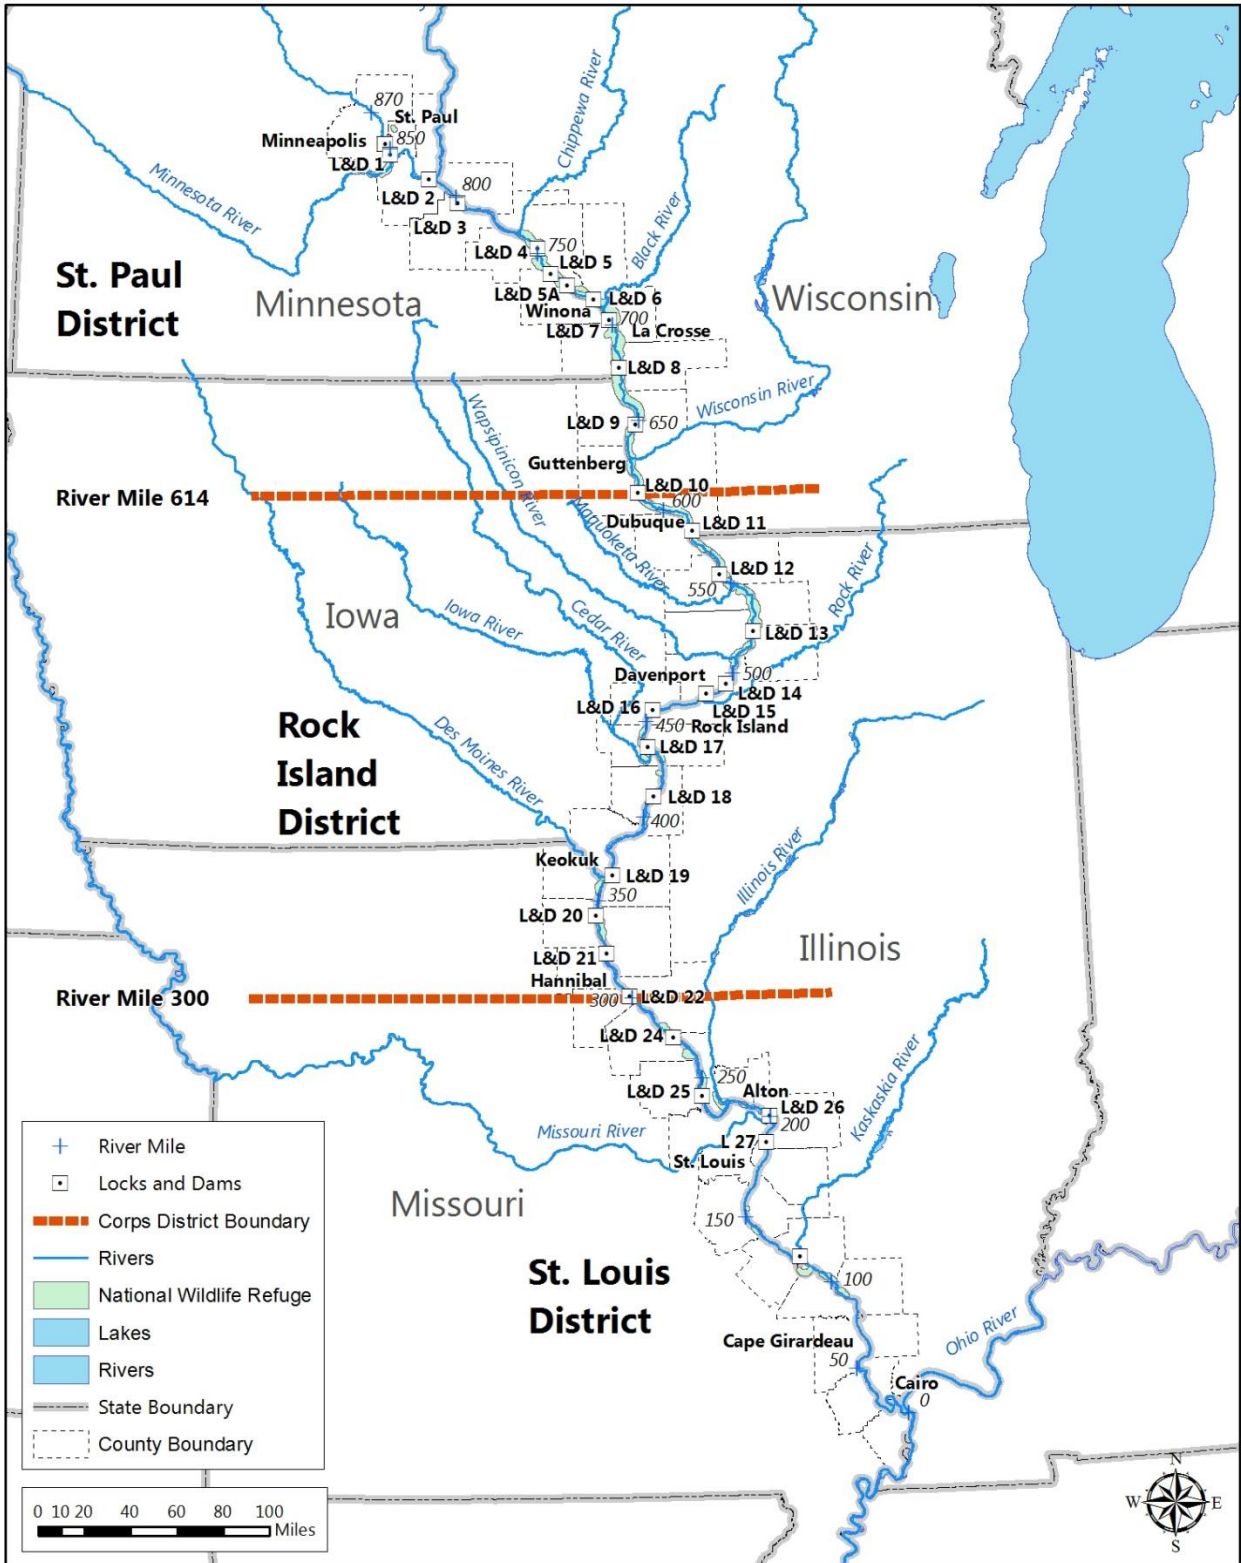 870
St. Paul
Minneapolis
850
L&D 1
Chippewa River
Minnesota River
L&D 2
800
L&D 3
Black River
St. Paul
District
Minnesota
L&D 4
750
L&D 5
L&D 5A
L&D 6
Winona
Wisconsin
L&D 7
700
La Crosse
L&D 8
Wapsipinicon River
Wisconsin River
L&D 9
650
Guttenberg
River Mile 614
L&D 10
600
Maquoketa River
Dubuque
L&D 11
L&D 12
550
Rock River
Iowa
Iowa River
Cedar River
L&D 13
Davenport
500
L&D 14
L&D 16
L&D 15
450
Rock Island
Rock
Island
District
Des Moines River
L&D 17
L&D 18
400
Keokuk
L&D 19
350
Illinois River
L&D 20
Illinois
L&D 21
Hannibal
River Mile 300
300
L&D 22
L&D 24
250
L&D 25
Alton
L&D 26
200
Kaskaskia River
Missouri River
L 27
St. Louis
Missouri
150
St. Louis
District
100
Cape Girardeau
50
Ohio River
Cairo
0
River Mile
Locks and Dams
Corps District Boundary
Rivers
National Wildlife Refuge
Lakes
Rivers
State Boundary
County Boundary
0 10 20 40 60 80 100
Miles
N
W E
S